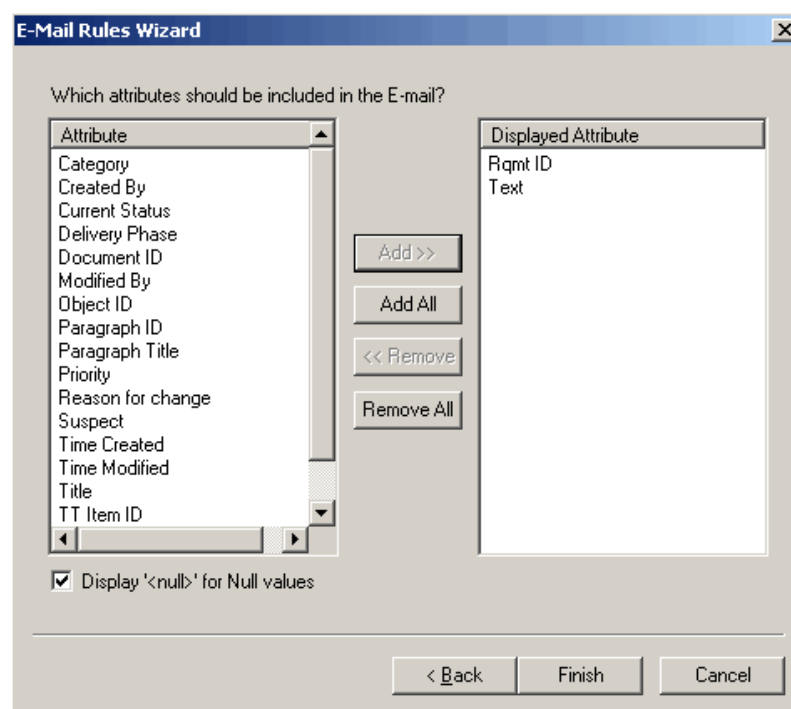 E-Mail Rules Wizard
Which attributes should be included in the E-mail?
Attribute
Category
Created By
Current Status
Delivery Phase
Document ID
Modified By
Object ID
Paragraph ID
Paragraph Title
Priority
Reason for change
Suspect
Time Created
Time Modified
Title
TT Item ID
Add >>
Add All
<< Remove
Remove All
Displayed Attribute
Rqmt ID
Text
Display '<null>' for Null values
< Back
Finish
Cancel